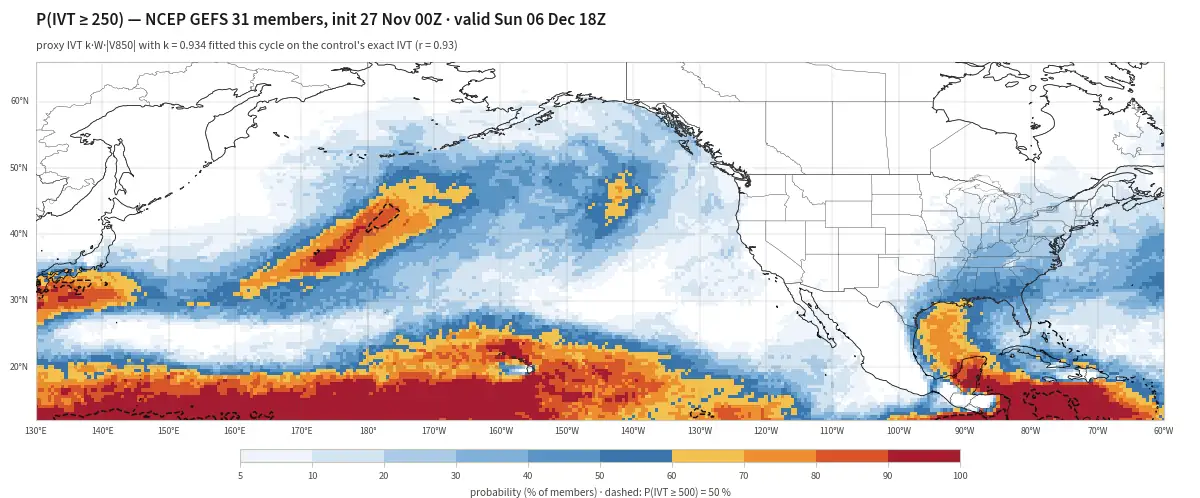 P(IVT ≥ 250) — NCEP GEFS 31 members, init 27 Nov 00Z · valid Sun 06 Dec 18Z
proxy IVT k·W·|V850| with k = 0.934 fitted this cycle on the control's exact IVT (r = 0.93)
60°N
50°N
40°N
30°N
20°N
130°E 140°E 150°E 160°E 170°E 180° 170°W 160°W 150°W 140°W 130°W 120°W 110°W 100°W 90°W 80°W 70°W 60°W
5 10 20 30 40 50 60 70 80 90 100
probability (% of members) · dashed: P(IVT ≥ 500) = 50 %